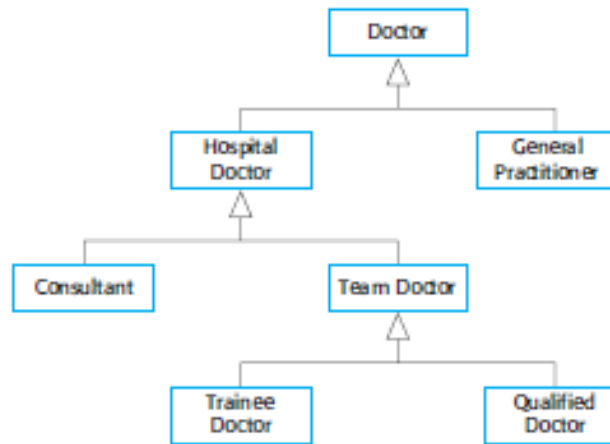 Doctor
Hospital
Doctor
General
Practitioner
Consultant
Team Doctor
Trainee
Doctor
Qualified
Doctor